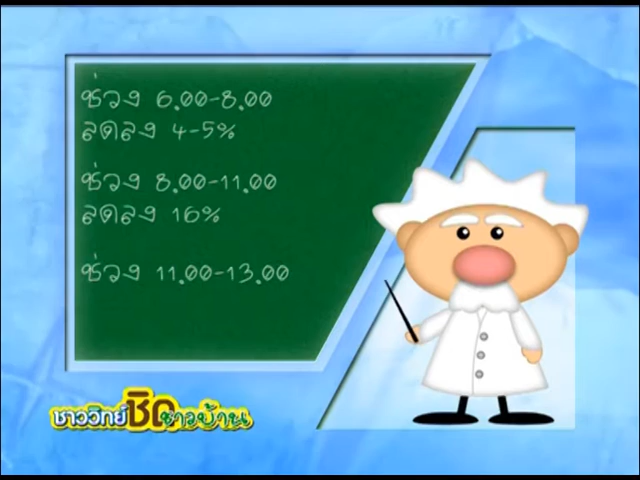 ช่วง 6.00-8.00
ลดลง 4-5%
ช่วง 8.00-11.00
ลดลง 16%
ช่วง 11.00-13.00
ชาววิทย์ชิดชาวบ้าน